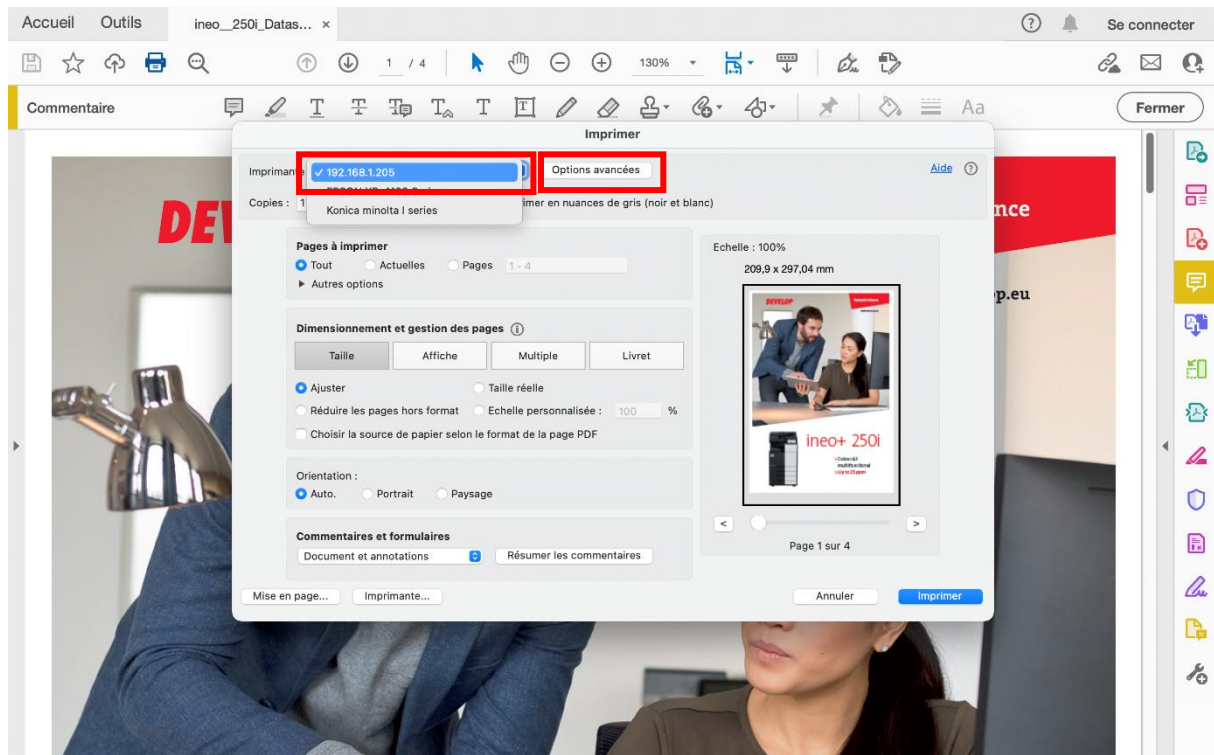 Accueil Outils ineo__250i_Datas... × Se connecter
1 / 4 130%
Commentaire Aa Fermer
Imprimer
Imprimante 192.168.1.205 Options avancées Aide
Konica minolta I series
Copies : 1 imer en nuances de gris (noir et blanc)
DEV nce
Pages à imprimer
Tout Actuelles Pages 1 - 4
Autres options
Echelle : 100%
209,9 x 297,04 mm
op.eu
DEVELOP
Dimensionnement et gestion des pages
Taille Affiche Multiple Livret
Ajuster Taille réelle
Réduire les pages hors format Echelle personnalisée : 100 %
Choisir la source de papier selon le format de la page PDF
ineo+ 250i
Orientation :
Auto. Portrait Paysage
Commentaires et formulaires
Document et annotations Résumer les commentaires
< >
Page 1 sur 4
Mise en page... Imprimante... Annuler Imprimer